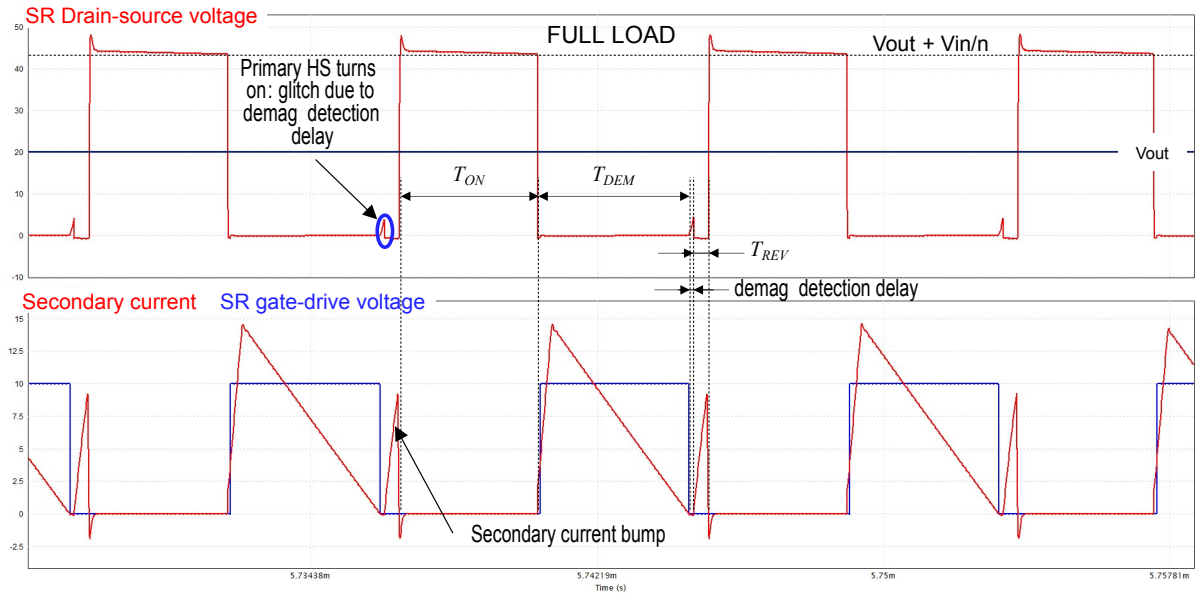 SR Drain-source voltage
FULL LOAD
Vout + Vin/n
Primary HS turns
on: glitch due to
demag detection
delay
50
40
30
20
10
0
-10
Vout
T_ON
T_DEM
T_REV
demag detection delay
Secondary current SR gate-drive voltage
15
12.5
10
7.5
5
2.5
0
-2.5
Secondary current bump
5.73438m 5.74219m 5.75m 5.75781m
Time (s)